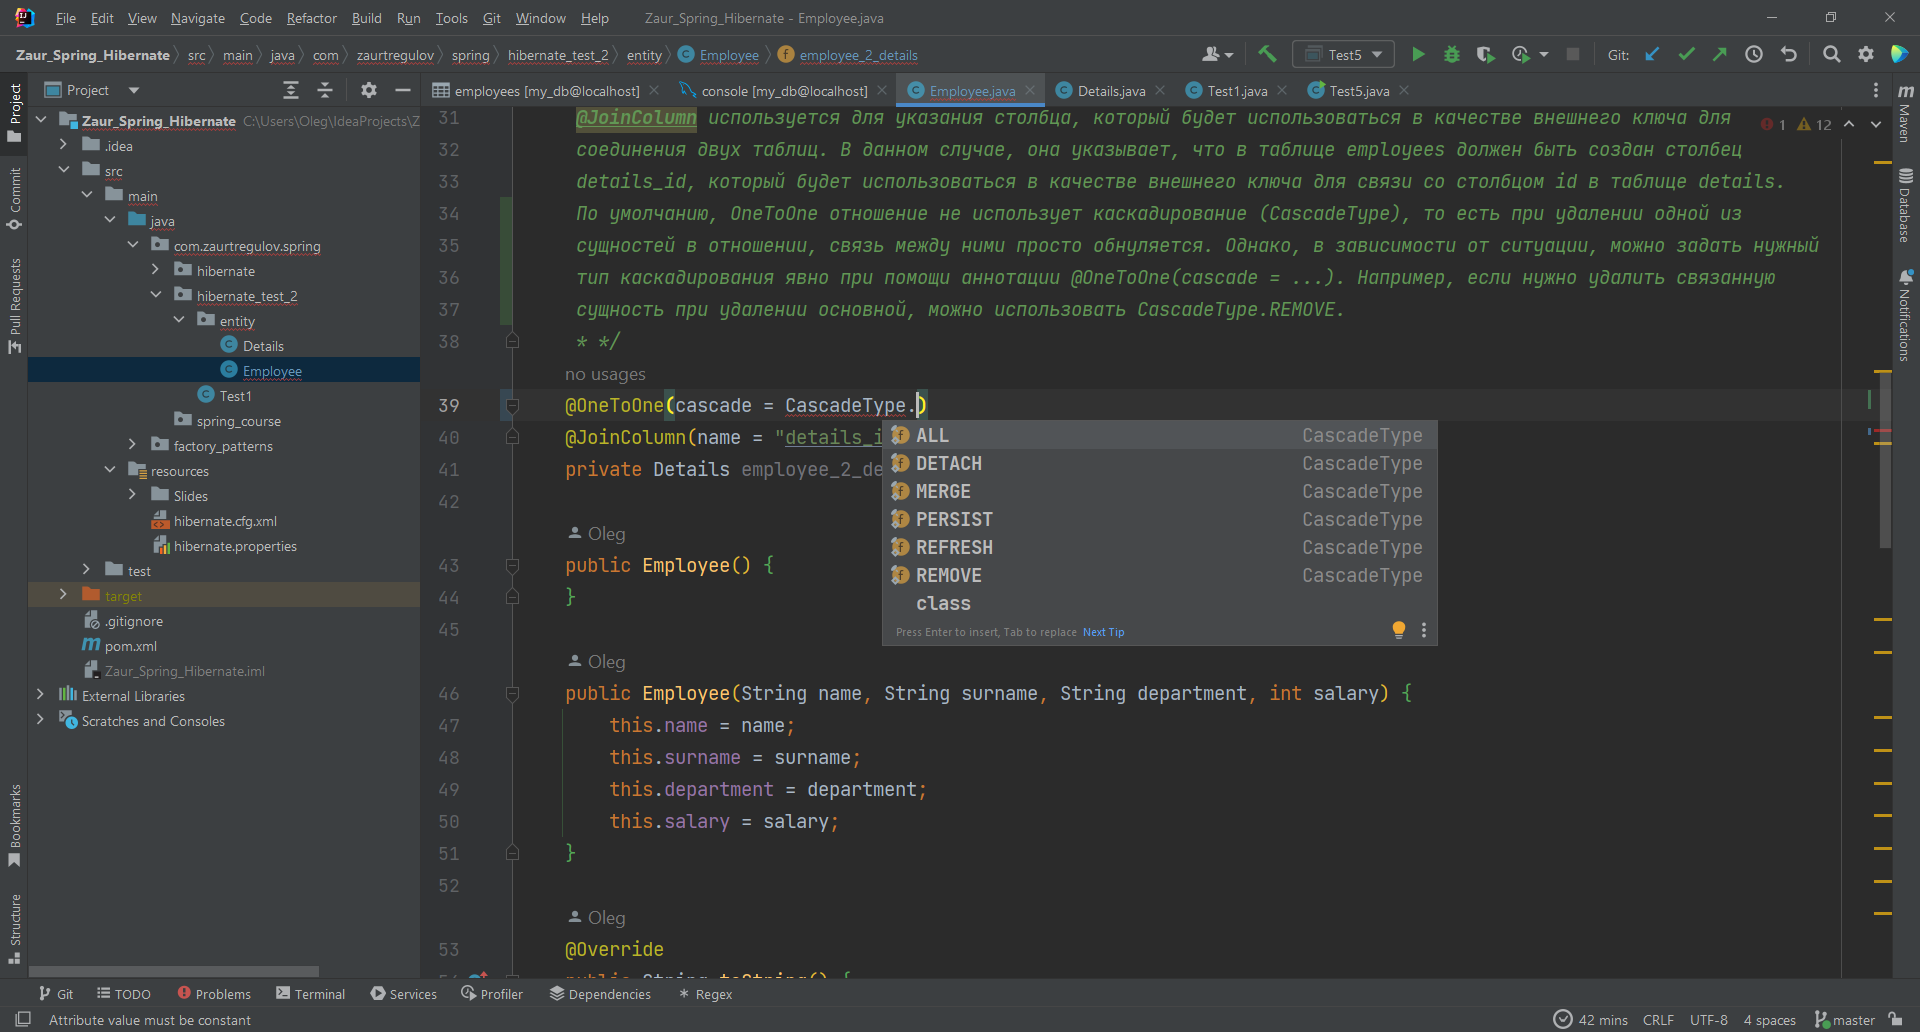 File Edit View Navigate Code Refactor Build Run Tools Git Window Help Zaur_Spring_Hibernate - Employee.java
Zaur_Spring_Hibernate src main java com zaurtregulov spring hibernate_test_2 entity Employee employee_2_details Test5 Git:
Project
employees [my_db@localhost] console [my_db@localhost] Employee.java Details.java Test1.java Test5.java
Project
Commit
Pull Requests
Bookmarks
Structure
Zaur_Spring_Hibernate C:\Users\Oleg\IdeaProjects\Z
.idea
src
main
java
com.zaurtregulov.spring
hibernate
hibernate_test_2
entity
Details
Employee
Test1
spring_course
factory_patterns
resources
Slides
hibernate.cfg.xml
hibernate.properties
test
target
.gitignore
pom.xml
Zaur_Spring_Hibernate.iml
External Libraries
Scratches and Consoles
1 12
31 @JoinColumn используется для указания столбца, который будет использоваться в качестве внешнего ключа для
32 соединения двух таблиц. В данном случае, она указывает, что в таблице employees должен быть создан столбец
33 details_id, который будет использоваться в качестве внешнего ключа для связи со столбцом id в таблице details.
34 По умолчанию, OneToOne отношение не использует каскадирование (CascadeType), то есть при удалении одной из
35 сущностей в отношении, связь между ними просто обнуляется. Однако, в зависимости от ситуации, можно задать нужный
36 тип каскадирования явно при помощи аннотации @OneToOne(cascade = ...). Например, если нужно удалить связанную
37 сущность при удалении основной, можно использовать CascadeType.REMOVE.
38 * */
no usages
39 @OneToOne(cascade = CascadeType.)
40 @JoinColumn(name = "details_i
41 private Details employee_2_de
42
ALL CascadeType
DETACH CascadeType
MERGE CascadeType
PERSIST CascadeType
REFRESH CascadeType
REMOVE CascadeType
class
Press Enter to insert, Tab to replace Next Tip
Oleg
43 public Employee() {
44 }
45
Oleg
46 public Employee(String name, String surname, String department, int salary) {
47 this.name = name;
48 this.surname = surname;
49 this.department = department;
50 this.salary = salary;
51 }
52
Oleg
53 @Override
54 public String toString() {
Maven
Database
Notifications
Git TODO Problems Terminal Services Profiler Dependencies Regex
Attribute value must be constant 42 mins CRLF UTF-8 4 spaces master